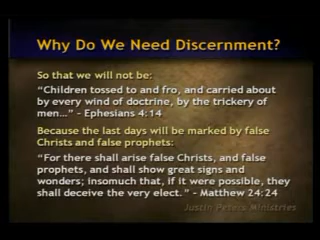 Why Do We Need Discernment?
So that we will not be:
“Children tossed to and fro, and carried about
by every wind of doctrine, by the trickery of
men...” - Ephesians 4:14
Because the last days will be marked by false
Christs and false prophets:
“For there shall arise false Christs, and false
prophets, and shall show great signs and
wonders; insomuch that, if it were possible, they
shall deceive the very elect.” - Matthew 24:24
Justin Peters Ministries